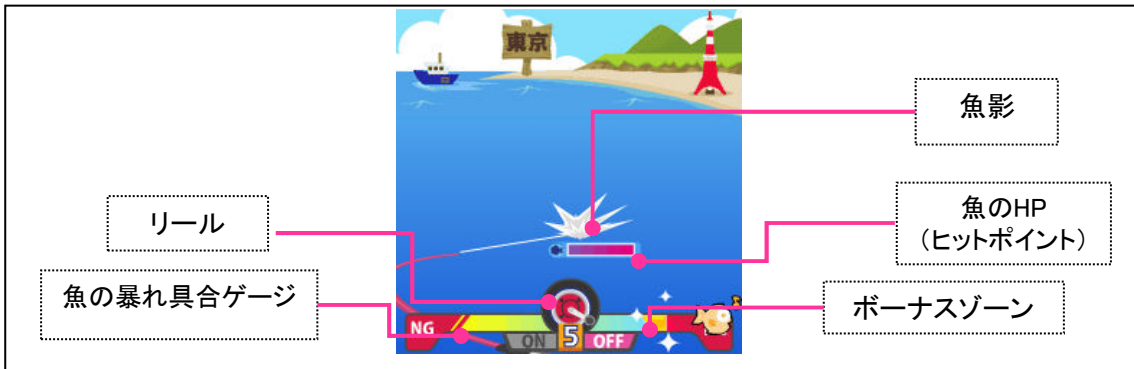 東京
魚影
リール
魚のHP
（ヒットポイント）
魚の暴れ具合ゲージ
ボーナスゾーン
NG
ON
5
OFF